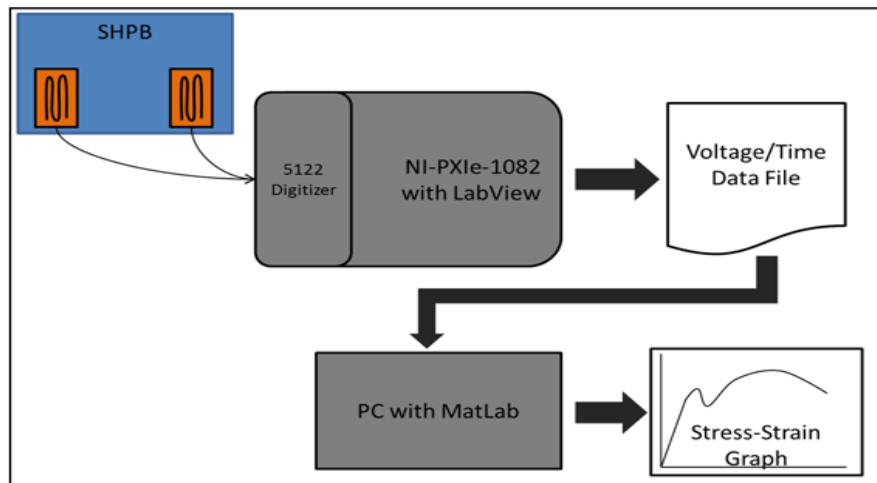 SHPB
5122
Digitizer
NI-PXIe-1082
with LabView
Voltage/Time
Data File
PC with MatLab
Stress-Strain
Graph